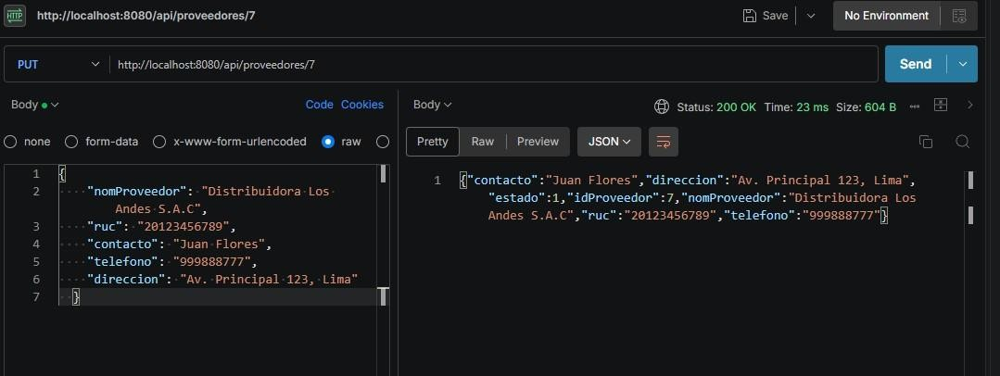 HTTP http://localhost:8080/api/proveedores/7 Save No Environment
PUT http://localhost:8080/api/proveedores/7 Send
Body Code Cookies
none form-data x-www-form-urlencoded raw
1 {
2 "nomProveedor": "Distribuidora Los
Andes S.A.C",
3 "ruc": "20123456789",
4 "contacto": "Juan Flores",
5 "telefono": "999888777",
6 "direccion": "Av. Principal 123, Lima"
7 }
Body Status: 200 OK Time: 23 ms Size: 604 B
Pretty Raw Preview JSON
1 {"contacto":"Juan Flores","direccion":"Av. Principal 123, Lima",
"estado":1,"idProveedor":7,"nomProveedor":"Distribuidora Los
Andes S.A.C","ruc":"20123456789","telefono":"999888777"}